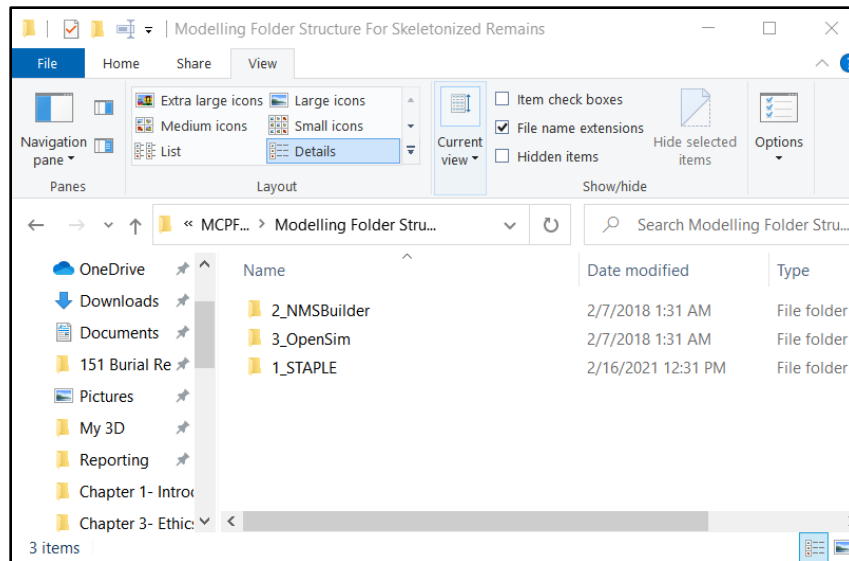 Modelling Folder Structure For Skeletonized Remains
File Home Share View
Extra large icons Large icons
Medium icons Small icons
List Details
Navigation pane
Current view
Item check boxes
File name extensions
Hidden items
Hide selected items
Options
Panes Layout Show/hide
« MCPF... > Modelling Folder Stru...
Search Modelling Folder Stru...
Name Date modified Type
OneDrive
Downloads
Documents
151 Burial Re
Pictures
My 3D
Reporting
Chapter 1- Introd
Chapter 3- Ethic:
2_NMSBuilder 2/7/2018 1:31 AM File folder
3_OpenSim 2/7/2018 1:31 AM File folder
1_STAPLE 2/16/2021 12:31 PM File folder
3 items